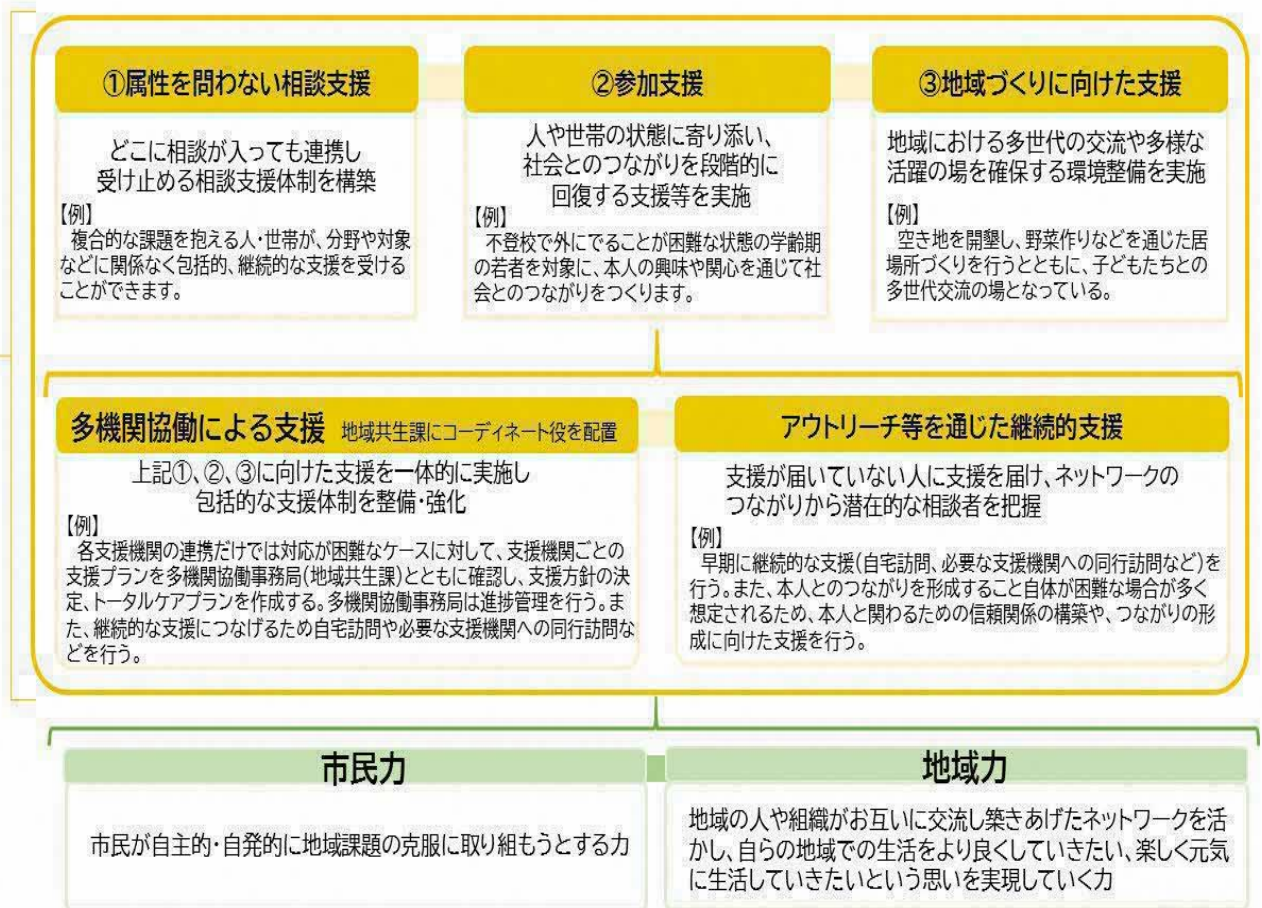 ①属性を問わない相談支援
どこに相談が入っても連携し
受け止める相談支援体制を構築
【例】
複合的な課題を抱える人・世帯が、分野や対象
などに関係なく包括的、継続的な支援を受ける
ことができます。
②参加支援
人や世帯の状態に寄り添い、
社会とのつながりを段階的に
回復する支援等を実施
【例】
不登校で外にでることが困難な状態の学齢期
の若者を対象に、本人の興味や関心を通じて社
会とのつながりをつくります。
③地域づくりに向けた支援
地域における多世代の交流や多様な
活躍の場を確保する環境整備を実施
【例】
空き地を開墾し、野菜作りなどを通じた居
場所づくりを行うとともに、子どもたちとの
多世代交流の場となっている。
多機関協働による支援 地域共生課にコーディネート役を配置
上記①、②、③に向けた支援を一体的に実施し
包括的な支援体制を整備・強化
【例】
各支援機関の連携だけでは対応が困難なケースに対して、支援機関ごとの
支援プランを多機関協働事務局(地域共生課)とともに確認し、支援方針の決
定、トータルケアプランを作成する。多機関協働事務局は進捗管理を行う。ま
た、継続的な支援につなげるため自宅訪問や必要な支援機関への同行訪問な
どを行う。
アウトリーチ等を通じた継続的支援
支援が届いていない人に支援を届け、ネットワークの
つながりから潜在的な相談者を把握
【例】
早期に継続的な支援(自宅訪問、必要な支援機関への同行訪問など)を
行う。また、本人とのつながりを形成すること自体が困難な場合が多く
想定されるため、本人と関わるための信頼関係の構築や、つながりの形
成に向けた支援を行う。
市民力
市民が自主的・自発的に地域課題の克服に取り組もうとする力
地域力
地域の人や組織がお互いに交流し築きあげたネットワークを活
かし、自らの地域での生活をより良くしていきたい、楽しく元気
に生活していきたいという思いを実現していく力